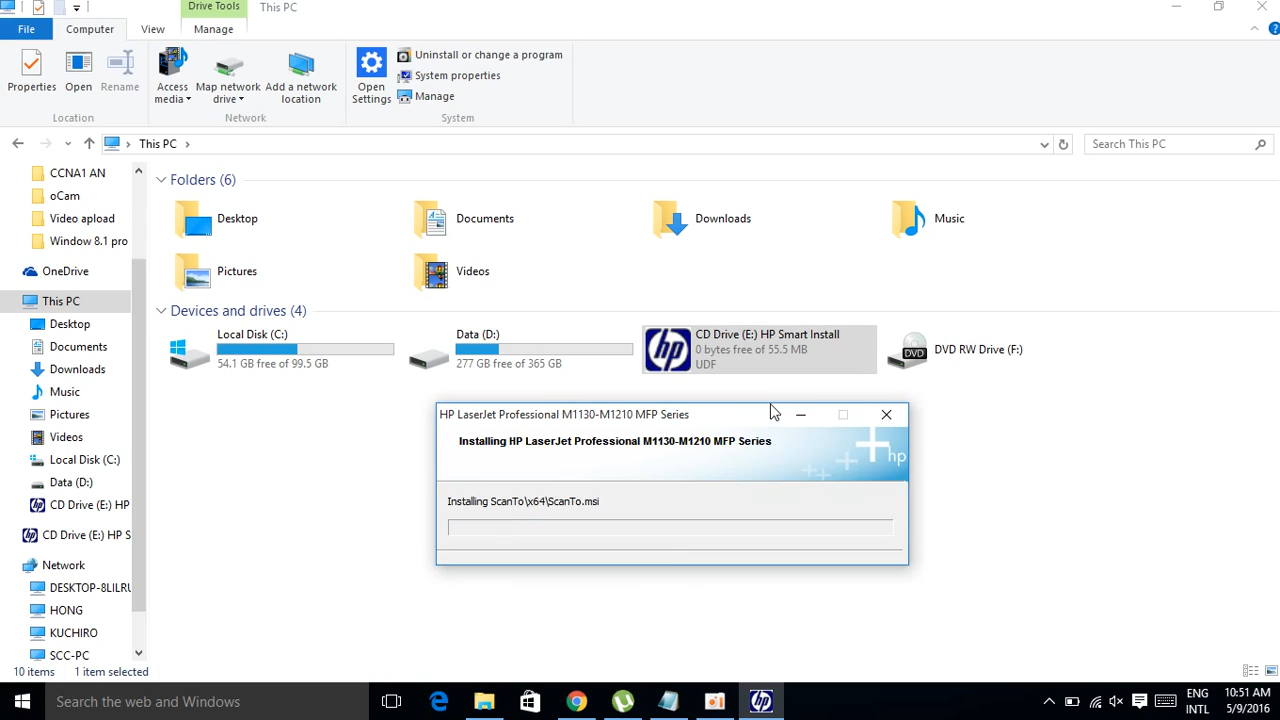 Drive Tools
This PC
File
Computer
View
Manage
Properties
Open
Rename
Location
Access media
Map network drive
Add a network location
Network
Open Settings
Uninstall or change a program
System properties
Manage
System
This PC
Search This PC
CCNA1 AN
oCam
Video apload
Window 8.1 pro
OneDrive
This PC
Desktop
Documents
Downloads
Music
Pictures
Videos
Local Disk (C:)
Data (D:)
CD Drive (E:) HP
CD Drive (E:) HP S
Network
DESKTOP-8LILRU
HONG
KUCHIRO
SCC-PC
Folders (6)
Desktop
Documents
Downloads
Music
Pictures
Videos
Devices and drives (4)
Local Disk (C:)
54.1 GB free of 99.5 GB
Data (D:)
277 GB free of 365 GB
hp
CD Drive (E:) HP Smart Install
0 bytes free of 55.5 MB
UDF
DVD
DVD RW Drive (F:)
HP LaserJet Professional M1130-M1210 MFP Series
Installing HP LaserJet Professional M1130-M1210 MFP Series
hp
Installing ScanTo\x64\ScanTo.msi
10 items
1 item selected
Search the web and Windows
hp
ENG
INTL
10:51 AM
5/9/2016